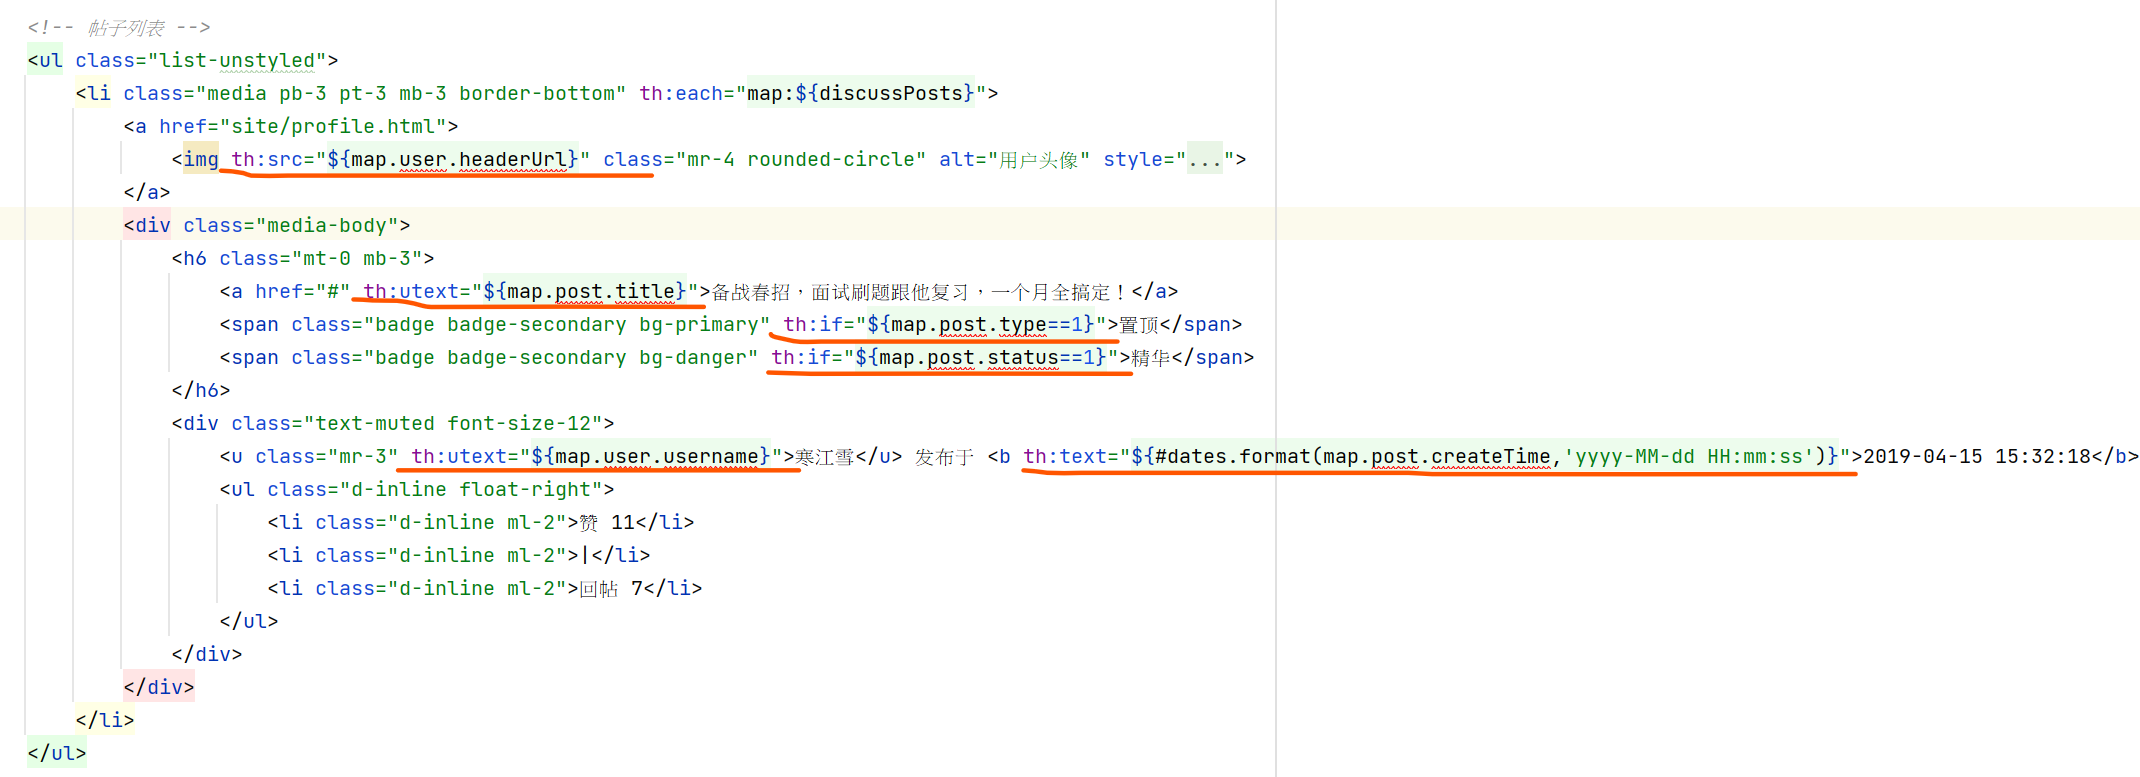 <!-- 帖子列表 -->
<ul class="list-unstyled">
<li class="media pb-3 pt-3 mb-3 border-bottom" th:each="map:${discussPosts}">
<a href="site/profile.html">
<img th:src="${map.user.headerUrl}" class="mr-4 rounded-circle" alt="用户头像" style="...">
</a>
<div class="media-body">
<h6 class="mt-0 mb-3">
<a href="#" th:utext="${map.post.title}">备战春招，面试刷题跟他复习，一个月全搞定！</a>
<span class="badge badge-secondary bg-primary" th:if="${map.post.type==1}">置顶</span>
<span class="badge badge-secondary bg-danger" th:if="${map.post.status==1}">精华</span>
</h6>
<div class="text-muted font-size-12">
<u class="mr-3" th:utext="${map.user.username}">寒江雪</u> 发布于 <b th:text="${#dates.format(map.post.createTime,'yyyy-MM-dd HH:mm:ss')}">2019-04-15 15:32:18</b>
<ul class="d-inline float-right">
<li class="d-inline ml-2">赞 11</li>
<li class="d-inline ml-2">|</li>
<li class="d-inline ml-2">回帖 7</li>
</ul>
</div>
</div>
</li>
</ul>